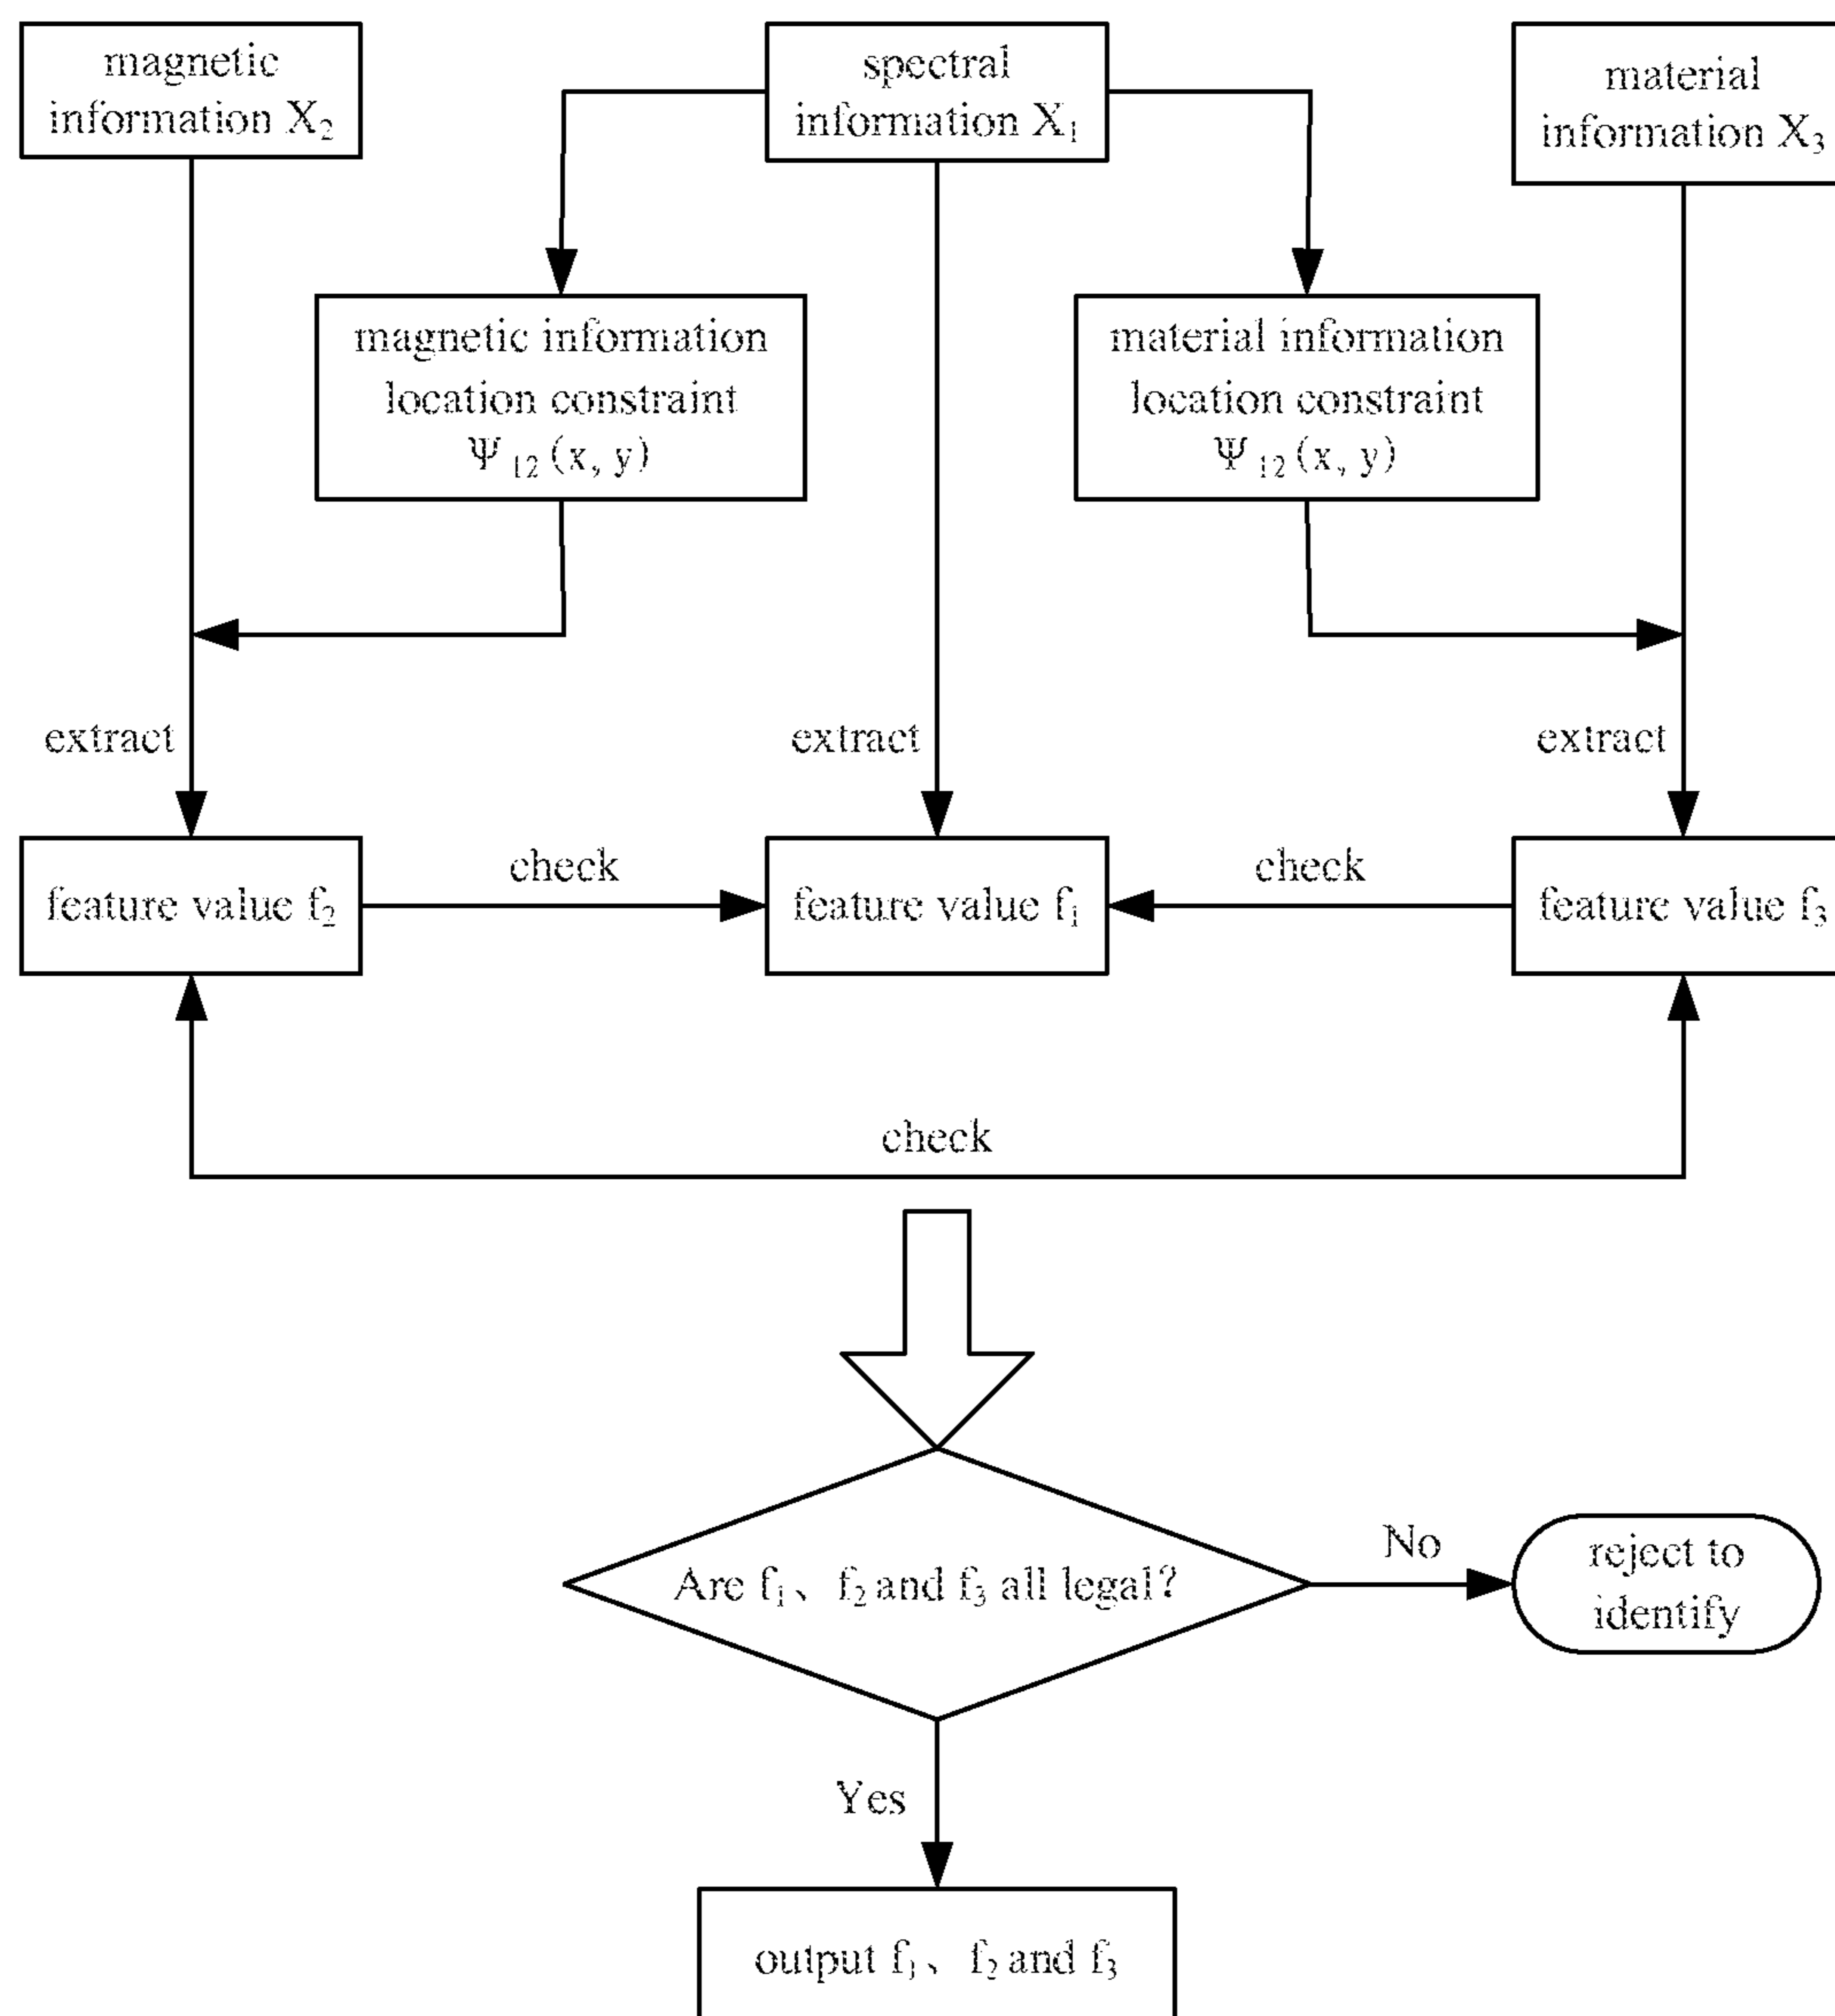 magnetic
information X₂
spectral
information X₁
material
information X₃
magnetic information
location constraint
Ψ₁₂(x, y)
material information
location constraint
Ψ₁₂(x, y)
extract
extract
extract
feature value f₂
check
feature value f₁
check
feature value f₃
check
Are f₁、 f₂ and f₃ all legal?
No
reject to
identify
Yes
output f₁、 f₂ and f₃